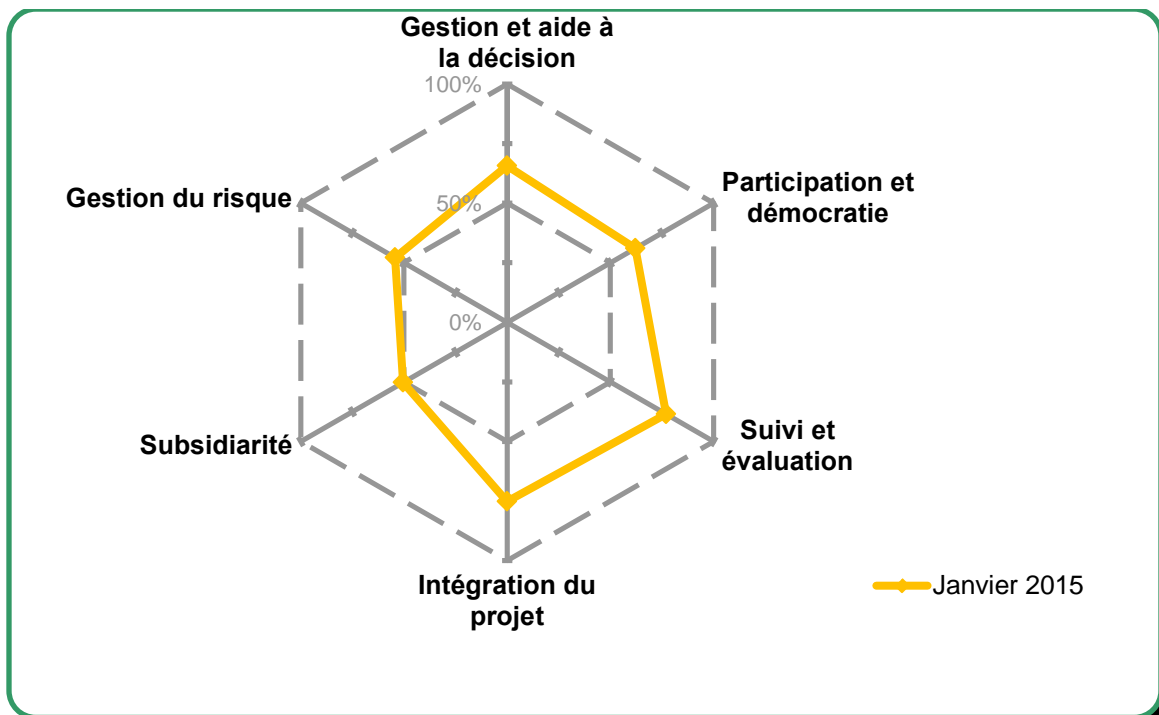 Gestion et aide à
la décision
100%
Participation et
démocratie
Gestion du risque
50%
0%
Subsidiarité
Suivi et
évaluation
Intégration du
projet
Janvier 2015